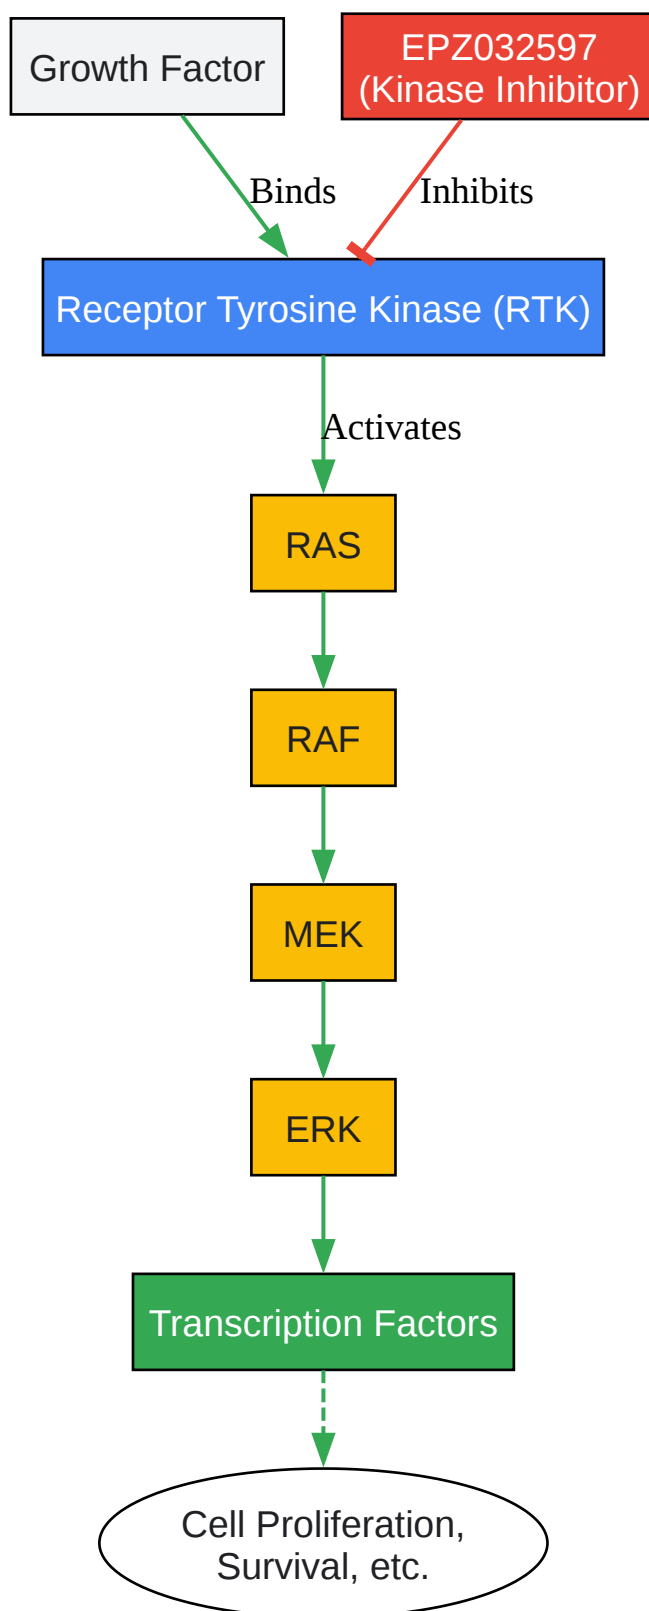 Growth Factor
EPZ032597
(Kinase Inhibitor)
Binds
Inhibits
Receptor Tyrosine Kinase (RTK)
Activates
RAS
RAF
MEK
ERK
Transcription Factors
Cell Proliferation,
Survival, etc.